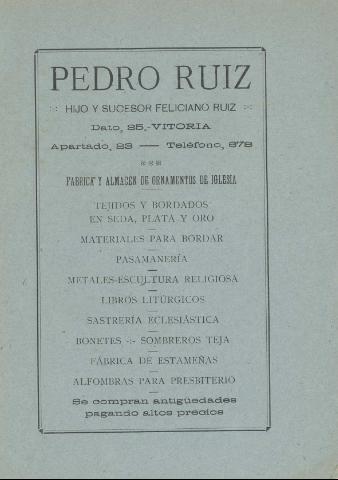 PEDRO RUIZ
HIJO Y SUCESOR FELICIANO RUIZ
Dato, 25,-VITORIA
Apartado, 23 — Teléfono, 678
FABRICA Y ALMACEN DE ORNAMENTOS DE IGLESIA
TEJIDOS Y BORDADOS
EN SEDA, PLATA Y ORO
MATERIALES PARA BORDAR
PASAMANERÍA
METALES-ESCULTURA RELIGIOSA
LIBROS LITÚRGICOS
SASTRERÍA ECLESIÁSTICA
BONETES -:- SOMBREROS TEJA
FÁBRICA DE ESTAMEÑAS
ALFOMBRAS PARA PRESBITERIO
Se compran antigüedades
pagando altos precios